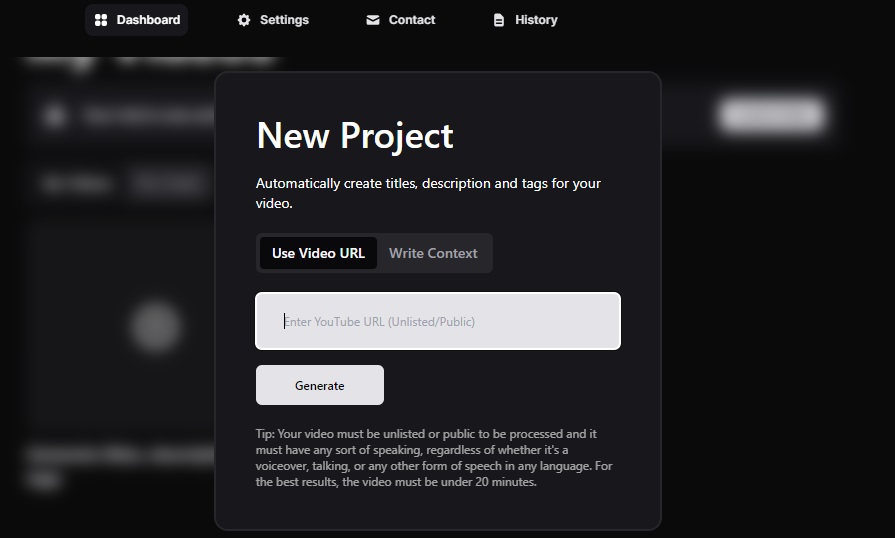 Dashboard
Settings
Contact
History
New Project
Automatically create titles, description and tags for your
video.
Use Video URL
Write Context
Enter YouTube URL (Unlisted/Public)
Generate
Tip: Your video must be unlisted or public to be processed and it
must have any sort of speaking, regardless of whether it's a
voiceover, talking, or any other form of speech in any language. For
the best results, the video must be under 20 minutes.